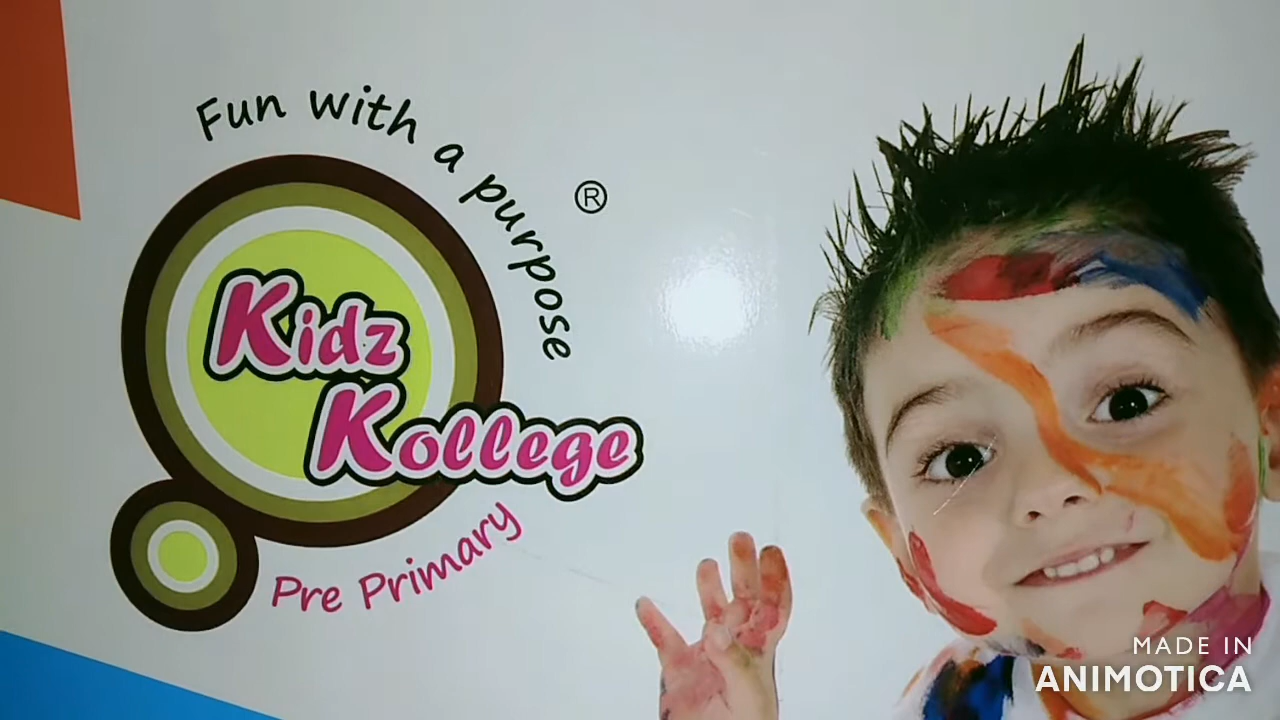 Fun with a purpose
®
Kidz
Kollege
Pre Primary
MADE IN
ANIMOTICA